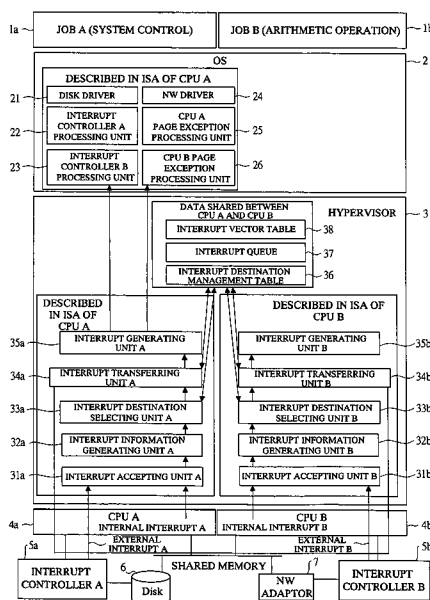 1a
JOB A (SYSTEM CONTROL)
JOB B (ARITHMETIC OPERATION)
1b
OS
2
DESCRIBED IN ISA OF CPU A
21
DISK DRIVER
NW DRIVER
24
22
INTERRUPT
CONTROLLER A
PROCESSING UNIT
CPU A
PAGE EXCEPTION
PROCESSING UNIT
25
23
INTERRUPT
CONTROLLER B
PROCESSING UNIT
CPU B PAGE
EXCEPTION
PROCESSING UNIT
26
DATA SHARED BETWEEN
CPU A AND CPU B
HYPERVISOR
3
INTERRUPT VECTOR TABLE
38
INTERRUPT QUEUE
37
INTERRUPT DESTINATION
MANAGEMENT TABLE
36
DESCRIBED
IN ISA OF
CPU A
DESCRIBED IN ISA OF
CPU B
35a
INTERRUPT GENERATING
UNIT A
INTERRUPT GENERATING
UNIT B
35b
34a
INTERRUPT TRANSFERRING
UNIT A
INTERRUPT TRANSFERRING
UNIT B
34b
33a
INTERRUPT DESTINATION
SELECTING UNIT A
INTERRUPT DESTINATION
SELECTING UNIT B
33b
32a
INTERRUPT INFORMATION
GENERATING UNIT A
INTERRUPT INFORMATION
GENERATING UNIT B
32b
31a
INTERRUPT ACCEPTING UNIT A
INTERRUPT ACCEPTING UNIT B
31b
4a
CPU A
INTERNAL INTERRUPT A
CPU B
INTERNAL INTERRUPT B
4b
5a
EXTERNAL
INTERRUPT A
EXTERNAL
INTERRUPT B
5b
INTERRUPT
CONTROLLER A
6
Disk
SHARED MEMORY
7
NW
ADAPTOR
INTERRUPT
CONTROLLER B